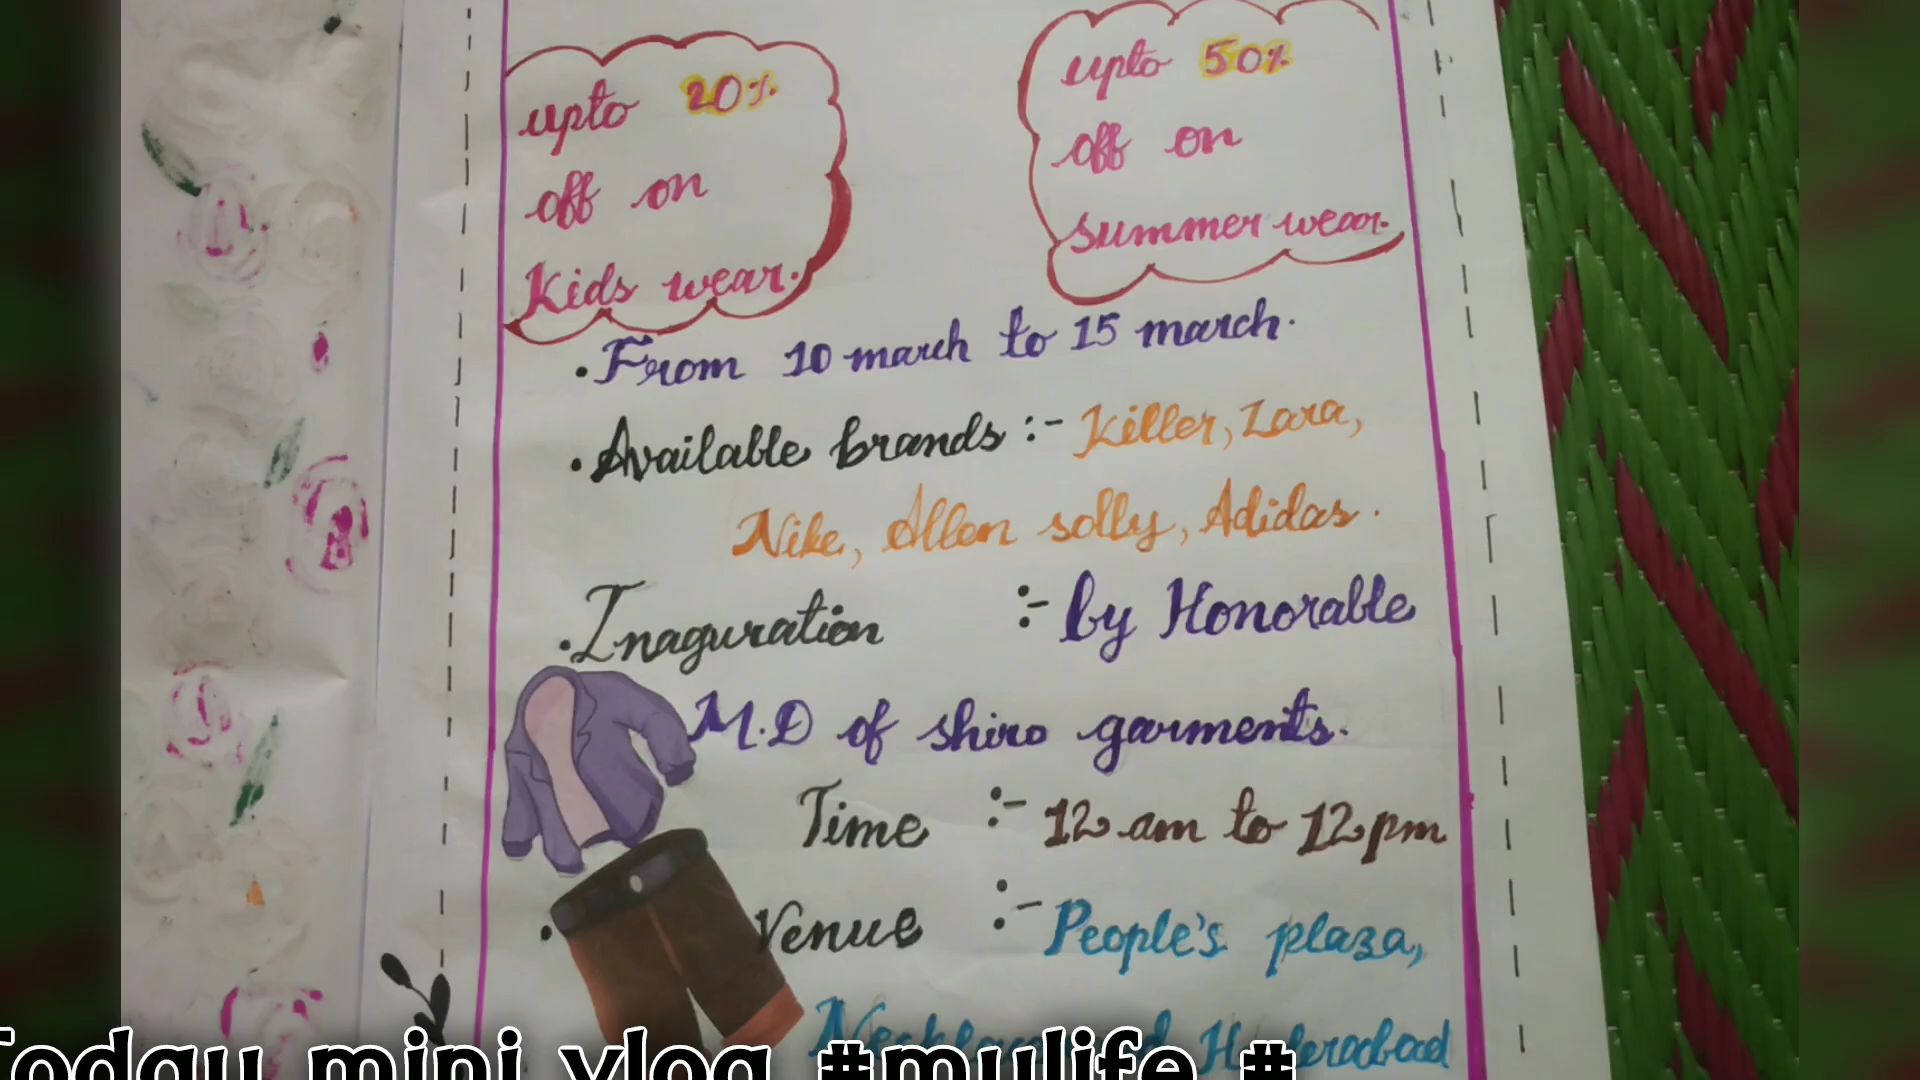 upto 20%
off on
Kids wear.
upto 50%
off on
summer wear.
• From 10 march to 15 march.
• Available brands :- Killer, Zara,
Nike, Allen solly, Adidas.
• Inaguration :- by Honorable
M.D of shiro garments.
Time :- 12 am to 12 pm
• Venue :- People's plaza,
Today mini vlog #mylife #